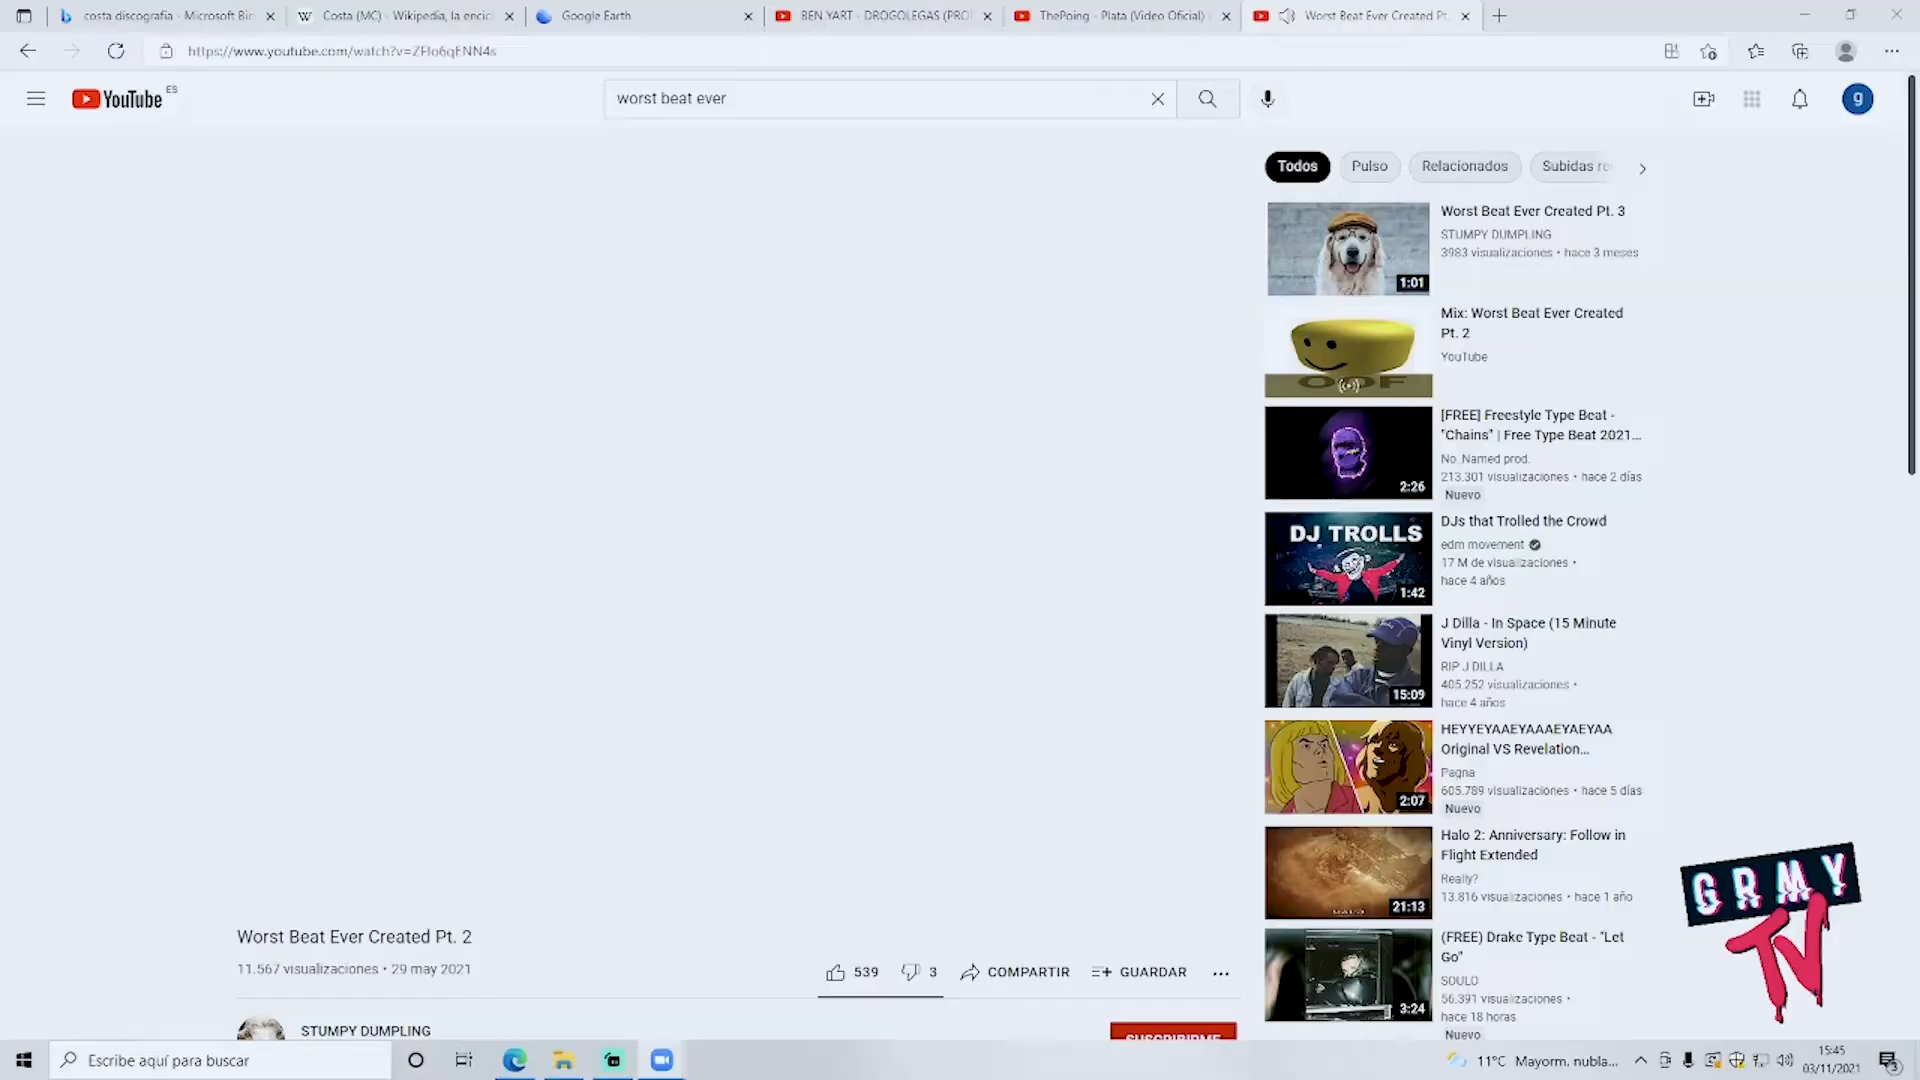 costa discografia - Microsoft Bin
Costa (MC) - Wikipedia, la encic
Google Earth
BEN YART - DROGOLEGAS (PRO
ThePoing - Plata (Video Oficial) -
Worst Beat Ever Created Pt.
https://www.youtube.com/watch?v=ZFIo6qENN4s
YouTube ES
worst beat ever
g
Todos
Pulso
Relacionados
Subidas re
Worst Beat Ever Created Pt. 3
STUMPY DUMPLING
3983 visualizaciones • hace 3 meses
1:01
Mix: Worst Beat Ever Created
Pt. 2
YouTube
OOF
[FREE] Freestyle Type Beat -
"Chains" | Free Type Beat 2021...
No_Named prod.
213.301 visualizaciones • hace 2 días
Nuevo
2:26
DJs that Trolled the Crowd
edm movement
17 M de visualizaciones •
hace 4 años
DJ TROLLS
1:42
J Dilla - In Space (15 Minute
Vinyl Version)
RIP J DILLA
405.252 visualizaciones •
hace 4 años
15:09
HEYYEYAAEYAAAEYAEYAA
Original VS Revelation...
Pagna
605.789 visualizaciones • hace 5 días
Nuevo
2:07
Halo 2: Anniversary: Follow in
Flight Extended
Really?
13.816 visualizaciones • hace 1 año
21:13
(FREE) Drake Type Beat - "Let
Go"
SOULO
56.391 visualizaciones •
hace 18 horas
Nuevo
3:24
GRMY
TV
Worst Beat Ever Created Pt. 2
11.567 visualizaciones • 29 may 2021
539
3
COMPARTIR
GUARDAR
STUMPY DUMPLING
SUSCRIBIRME
Escribe aquí para buscar
11°C Mayorm. nubla...
15:45
03/11/2021
3